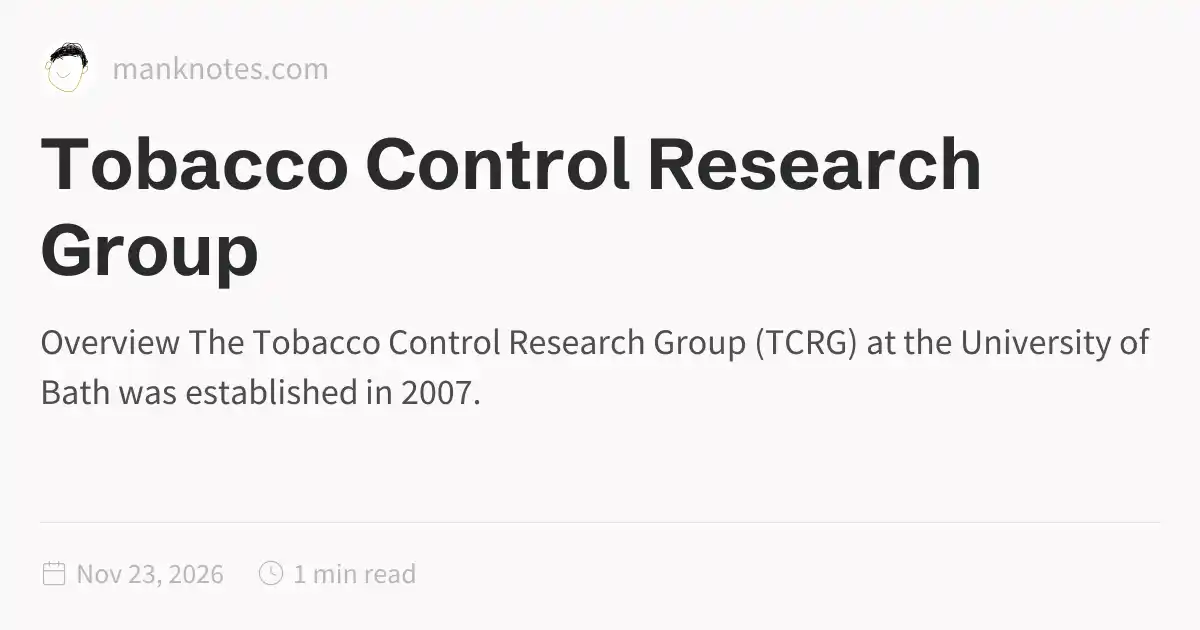 manknotes.com
Tobacco Control Research
Group
Overview The Tobacco Control Research Group (TCRG) at the University of
Bath was established in 2007.
Nov 23, 2026
1 min read